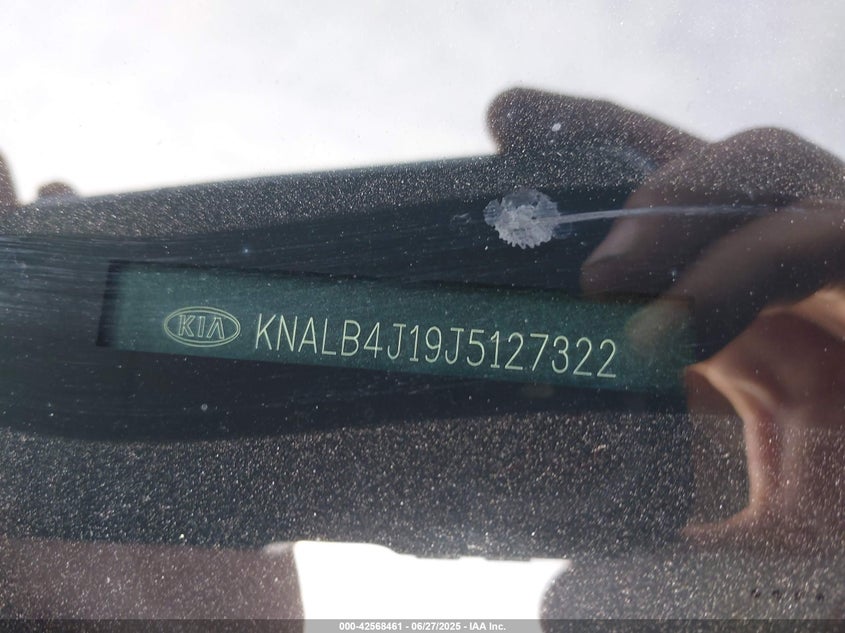 KIA KNALB4J19J5127322
000-42568461 | 06/27/2025 - IAA Inc.